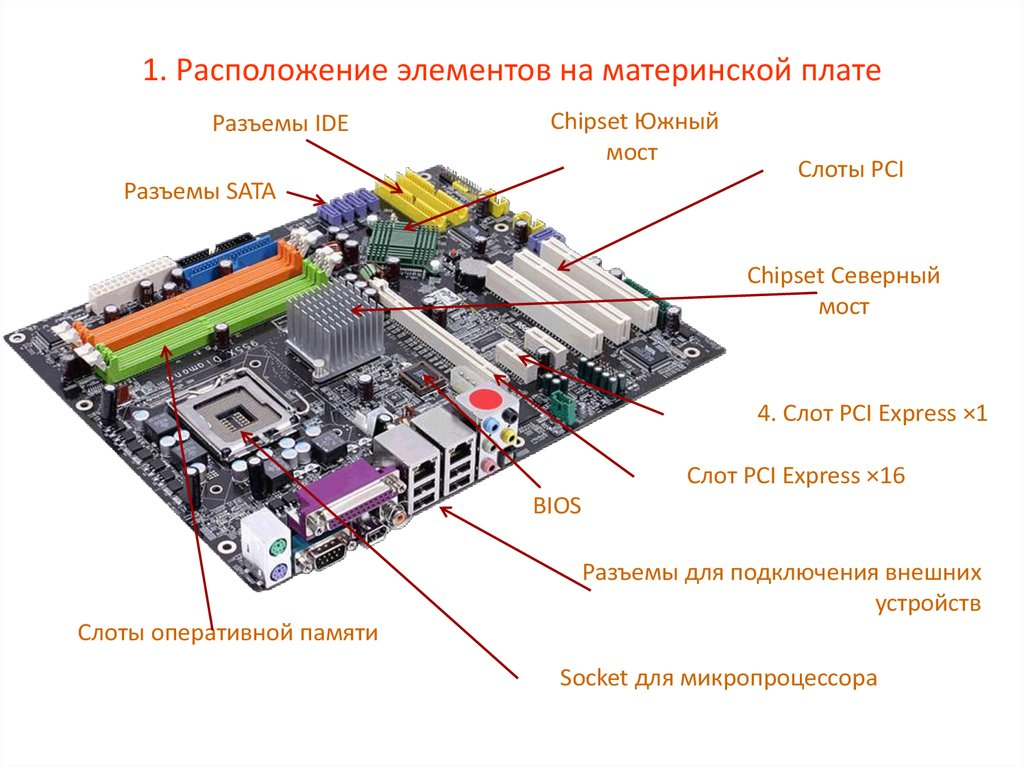 1. Расположение элементов на материнской плате
Разъемы IDE
Chipset Южный
мост
Слоты PCI
Разъемы SATA
Chipset Северный
мост
955X Diamond
4. Слот PCI Express ×1
Слот PCI Express ×16
BIOS
Разъемы для подключения внешних
устройств
Слоты оперативной памяти
Socket для микропроцессора